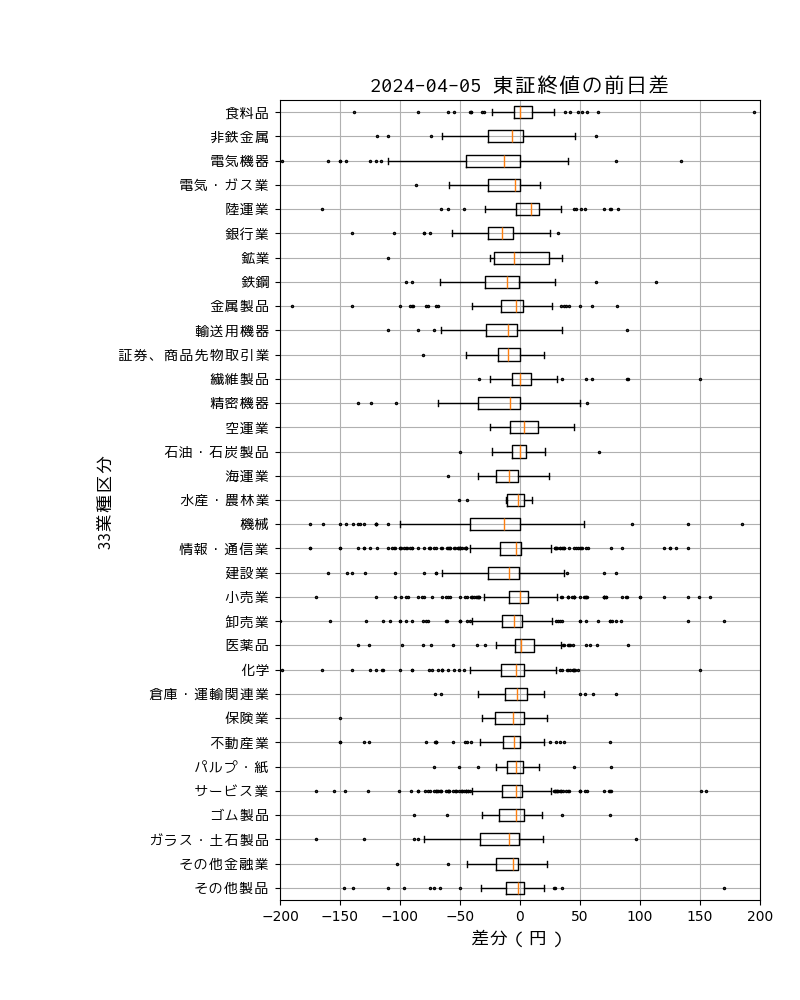 2024-04-05 東証終値の前日差
食料品
非鉄金属
電気機器
電気・ガス業
陸運業
銀行業
鉱業
鉄鋼
金属製品
輸送用機器
証券、商品先物取引業
繊維製品
精密機器
空運業
石油・石炭製品
海運業
水産・農林業
機械
情報・通信業
建設業
小売業
卸売業
医薬品
化学
倉庫・運輸関連業
保険業
不動産業
パルプ・紙
サービス業
ゴム製品
ガラス・土石製品
その他金融業
その他製品
33業種区分
−200 −150 −100 −50 0 50 100 150 200
差分（円）